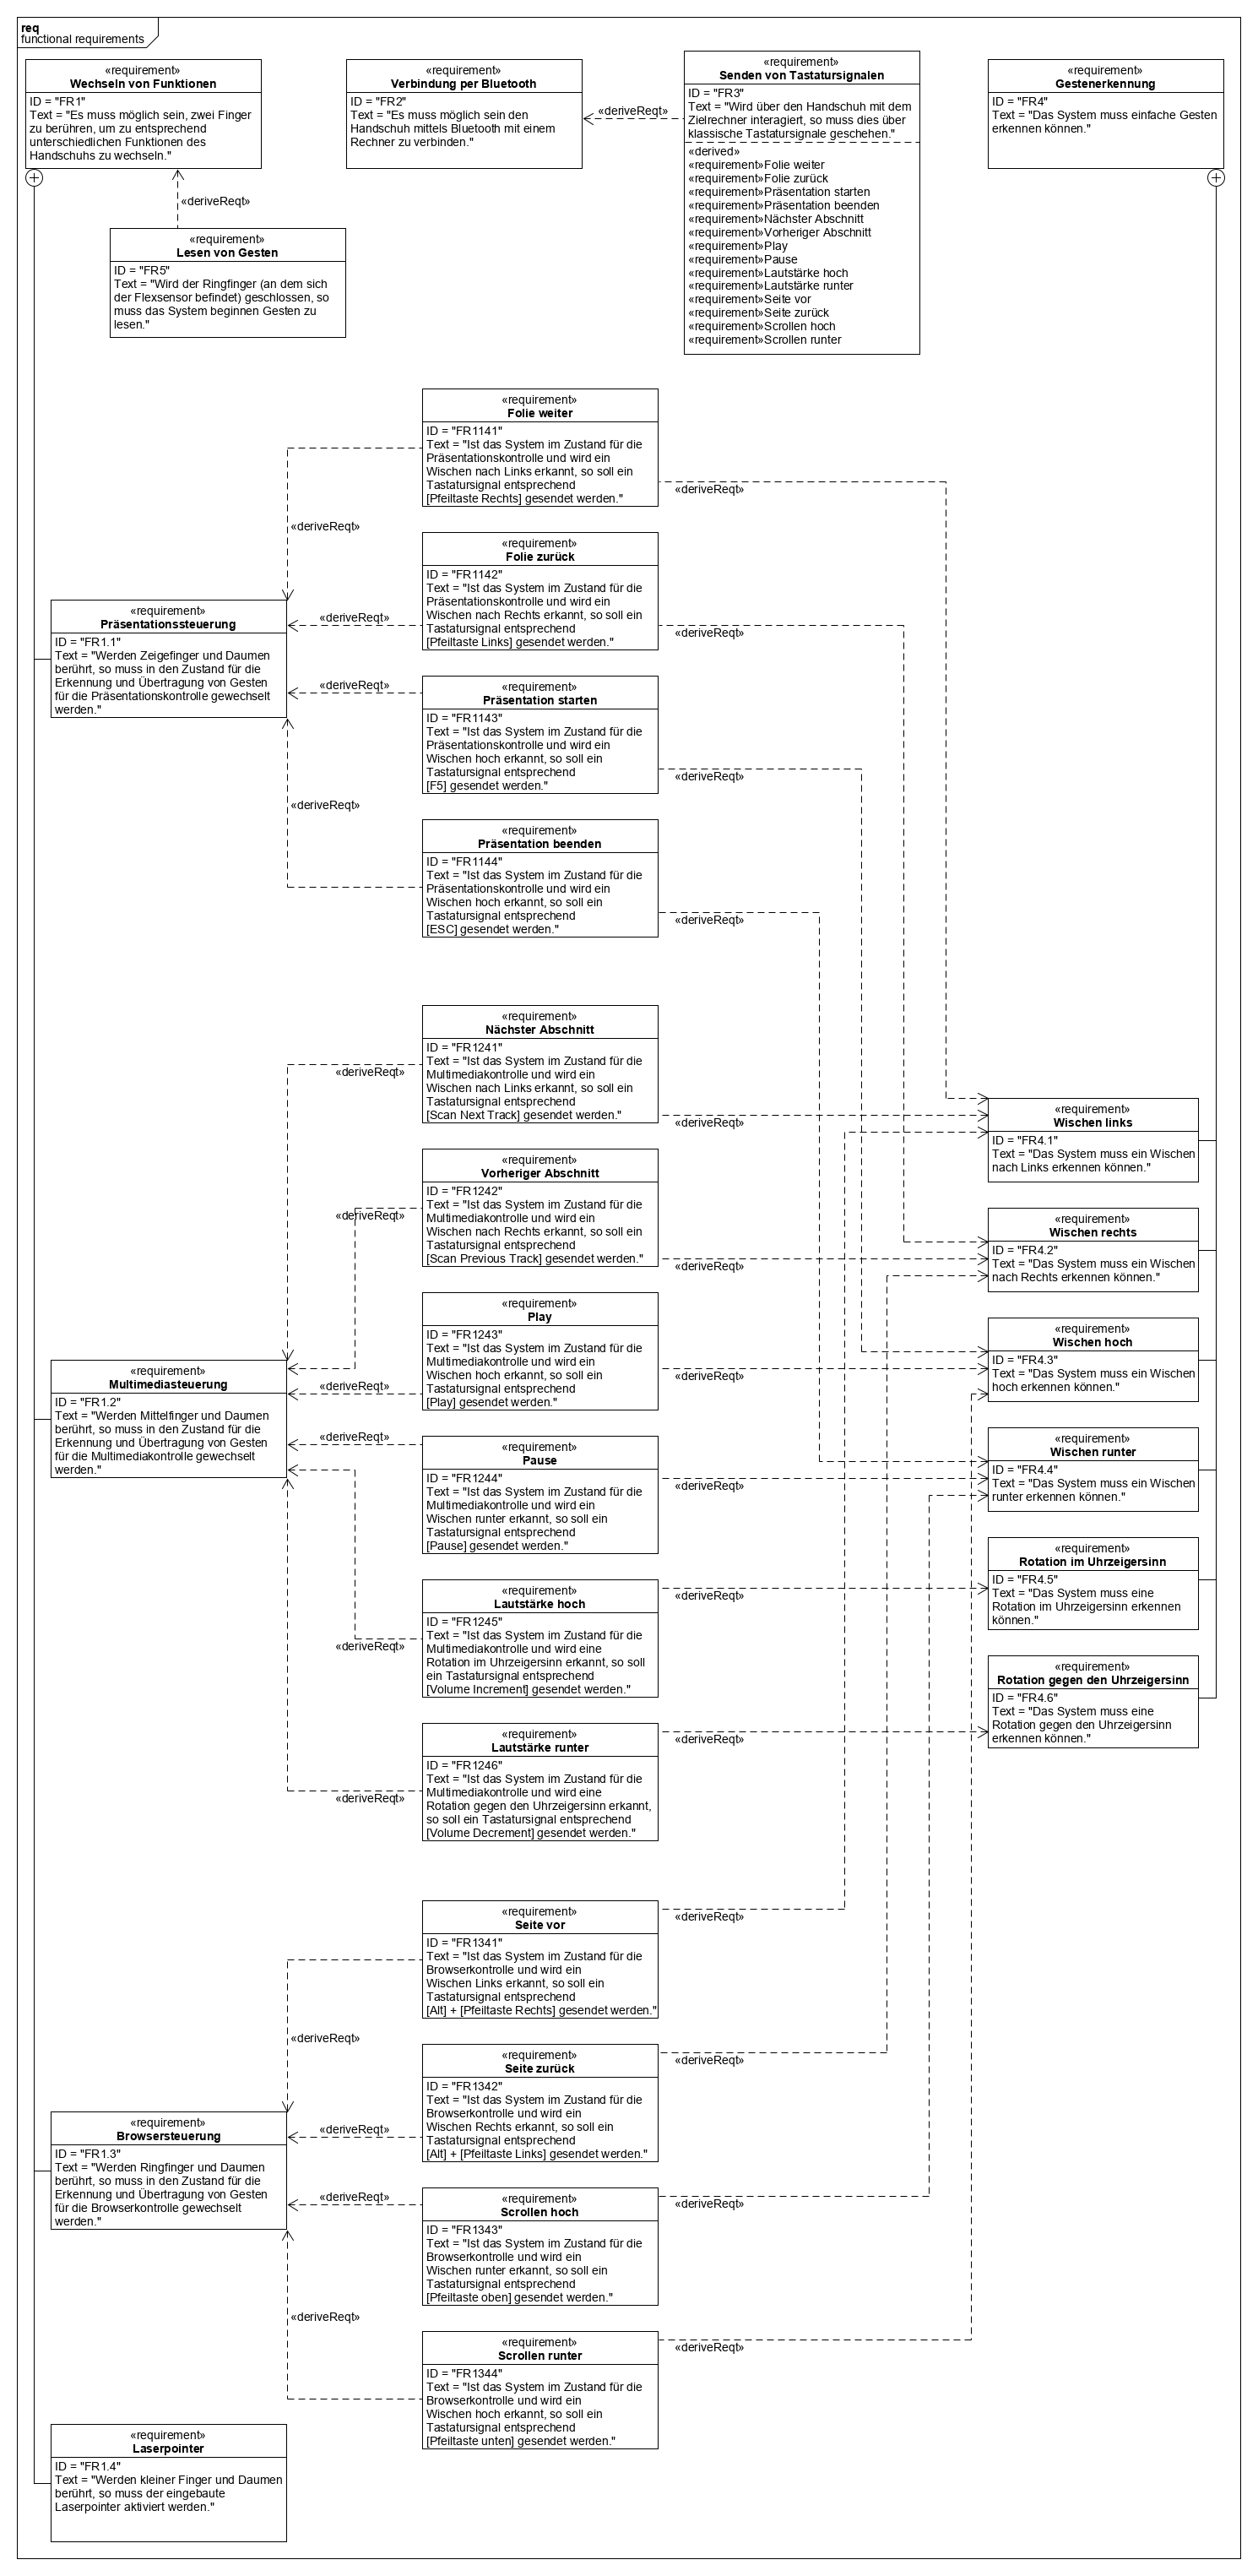 req
functional requirements
«requirement»
Wechseln von Funktionen
ID = "FR1"
Text = "Es muss möglich sein, zwei Finger
zu berühren, um zu entsprechend
unterschiedlichen Funktionen des
Handschuhs zu wechseln."
«requirement»
Verbindung per Bluetooth
ID = "FR2"
Text = "Es muss möglich sein den
Handschuh mittels Bluetooth mit einem
Rechner zu verbinden."
«deriveReqt»
«requirement»
Senden von Tastatursignalen
ID = "FR3"
Text = "Wird über den Handschuh mit dem
Zielrechner interagiert, so muss dies über
klassische Tastatursignale geschehen."
«derived»
«requirement»Folie weiter
«requirement»Folie zurück
«requirement»Präsentation starten
«requirement»Präsentation beenden
«requirement»Nächster Abschnitt
«requirement»Vorheriger Abschnitt
«requirement»Play
«requirement»Pause
«requirement»Lautstärke hoch
«requirement»Lautstärke runter
«requirement»Seite vor
«requirement»Seite zurück
«requirement»Scrollen hoch
«requirement»Scrollen runter
«requirement»
Gestenerkennung
ID = "FR4"
Text = "Das System muss einfache Gesten
erkennen können."
«deriveReqt»
«requirement»
Lesen von Gesten
ID = "FR5"
Text = "Wird der Ringfinger (an dem sich
der Flexsensor befindet) geschlossen, so
muss das System beginnen Gesten zu
lesen."
«requirement»
Folie weiter
ID = "FR1141"
Text = "Ist das System im Zustand für die
Präsentationskontrolle und wird ein
Wischen nach Links erkannt, so soll ein
Tastatursignal entsprechend
[Pfeiltaste Rechts] gesendet werden."
«deriveReqt»
«deriveReqt»
«requirement»
Folie zurück
ID = "FR1142"
Text = "Ist das System im Zustand für die
Präsentationskontrolle und wird ein
Wischen nach Rechts erkannt, so soll ein
Tastatursignal entsprechend
[Pfeiltaste Links] gesendet werden."
«deriveReqt»
«deriveReqt»
«requirement»
Präsentationssteuerung
ID = "FR1.1"
Text = "Werden Zeigefinger und Daumen
berührt, so muss in den Zustand für die
Erkennung und Übertragung von Gesten
für die Präsentationskontrolle gewechselt
werden."
«deriveReqt»
«requirement»
Präsentation starten
ID = "FR1143"
Text = "Ist das System im Zustand für die
Präsentationskontrolle und wird ein
Wischen hoch erkannt, so soll ein
Tastatursignal entsprechend
[F5] gesendet werden."
«deriveReqt»
«deriveReqt»
«requirement»
Präsentation beenden
ID = "FR1144"
Text = "Ist das System im Zustand für die
Präsentationskontrolle und wird ein
Wischen hoch erkannt, so soll ein
Tastatursignal entsprechend
[ESC] gesendet werden."
«deriveReqt»
«requirement»
Nächster Abschnitt
ID = "FR1241"
Text = "Ist das System im Zustand für die
Multimediakontrolle und wird ein
Wischen nach Links erkannt, so soll ein
Tastatursignal entsprechend
[Scan Next Track] gesendet werden."
«deriveReqt»
«deriveReqt»
«requirement»
Wischen links
ID = "FR4.1"
Text = "Das System muss ein Wischen
nach Links erkennen können."
«requirement»
Vorheriger Abschnitt
ID = "FR1242"
Text = "Ist das System im Zustand für die
Multimediakontrolle und wird ein
Wischen nach Rechts erkannt, so soll ein
Tastatursignal entsprechend
[Scan Previous Track] gesendet werden."
«deriveReqt»
«deriveReqt»
«requirement»
Wischen rechts
ID = "FR4.2"
Text = "Das System muss ein Wischen
nach Rechts erkennen können."
«requirement»
Play
ID = "FR1243"
Text = "Ist das System im Zustand für die
Multimediakontrolle und wird ein
Wischen hoch erkannt, so soll ein
Tastatursignal entsprechend
[Play] gesendet werden."
«deriveReqt»
«deriveReqt»
«requirement»
Wischen hoch
ID = "FR4.3"
Text = "Das System muss ein Wischen
hoch erkennen können."
«requirement»
Multimediasteuerung
ID = "FR1.2"
Text = "Werden Mittelfinger und Daumen
berührt, so muss in den Zustand für die
Erkennung und Übertragung von Gesten
für die Multimediakontrolle gewechselt
werden."
«deriveReqt»
«requirement»
Pause
ID = "FR1244"
Text = "Ist das System im Zustand für die
Multimediakontrolle und wird ein
Wischen runter erkannt, so soll ein
Tastatursignal entsprechend
[Pause] gesendet werden."
«deriveReqt»
«requirement»
Wischen runter
ID = "FR4.4"
Text = "Das System muss ein Wischen
runter erkennen können."
«requirement»
Lautstärke hoch
ID = "FR1245"
Text = "Ist das System im Zustand für die
Multimediakontrolle und wird eine
Rotation im Uhrzeigersinn erkannt, so soll
ein Tastatursignal entsprechend
[Volume Increment] gesendet werden."
«deriveReqt»
«deriveReqt»
«requirement»
Rotation im Uhrzeigersinn
ID = "FR4.5"
Text = "Das System muss eine
Rotation im Uhrzeigersinn erkennen
können."
«requirement»
Lautstärke runter
ID = "FR1246"
Text = "Ist das System im Zustand für die
Multimediakontrolle und wird eine
Rotation gegen den Uhrzeigersinn erkannt,
so soll ein Tastatursignal entsprechend
[Volume Decrement] gesendet werden."
«deriveReqt»
«deriveReqt»
«requirement»
Rotation gegen den Uhrzeigersinn
ID = "FR4.6"
Text = "Das System muss eine
Rotation gegen den Uhrzeigersinn
erkennen können."
«requirement»
Seite vor
ID = "FR1341"
Text = "Ist das System im Zustand für die
Browserkontrolle und wird ein
Wischen Links erkannt, so soll ein
Tastatursignal entsprechend
[Alt] + [Pfeiltaste Rechts] gesendet werden."
«deriveReqt»
«deriveReqt»
«requirement»
Seite zurück
ID = "FR1342"
Text = "Ist das System im Zustand für die
Browserkontrolle und wird ein
Wischen Rechts erkannt, so soll ein
Tastatursignal entsprechend
[Alt] + [Pfeiltaste Links] gesendet werden."
«deriveReqt»
«deriveReqt»
«requirement»
Browsersteuerung
ID = "FR1.3"
Text = "Werden Ringfinger und Daumen
berührt, so muss in den Zustand für die
Erkennung und Übertragung von Gesten
für die Browserkontrolle gewechselt
werden."
«deriveReqt»
«requirement»
Scrollen hoch
ID = "FR1343"
Text = "Ist das System im Zustand für die
Browserkontrolle und wird ein
Wischen runter erkannt, so soll ein
Tastatursignal entsprechend
[Pfeiltaste oben] gesendet werden."
«deriveReqt»
«deriveReqt»
«requirement»
Scrollen runter
ID = "FR1344"
Text = "Ist das System im Zustand für die
Browserkontrolle und wird ein
Wischen hoch erkannt, so soll ein
Tastatursignal entsprechend
[Pfeiltaste unten] gesendet werden."
«deriveReqt»
«requirement»
Laserpointer
ID = "FR1.4"
Text = "Werden kleiner Finger und Daumen
berührt, so muss der eingebaute
Laserpointer aktiviert werden."